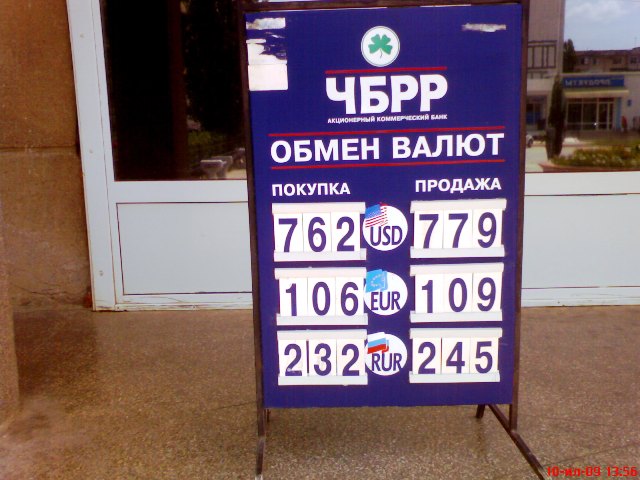 ЧБРР
АКЦИОНЕРНЫЙ КОММЕРЧЕСКИЙ БАНК
ОБМЕН ВАЛЮТ
ПОКУПКА ПРОДАЖА
762 USD 779
106 EUR 109
232 RUR 245
10-июл-09 13:56